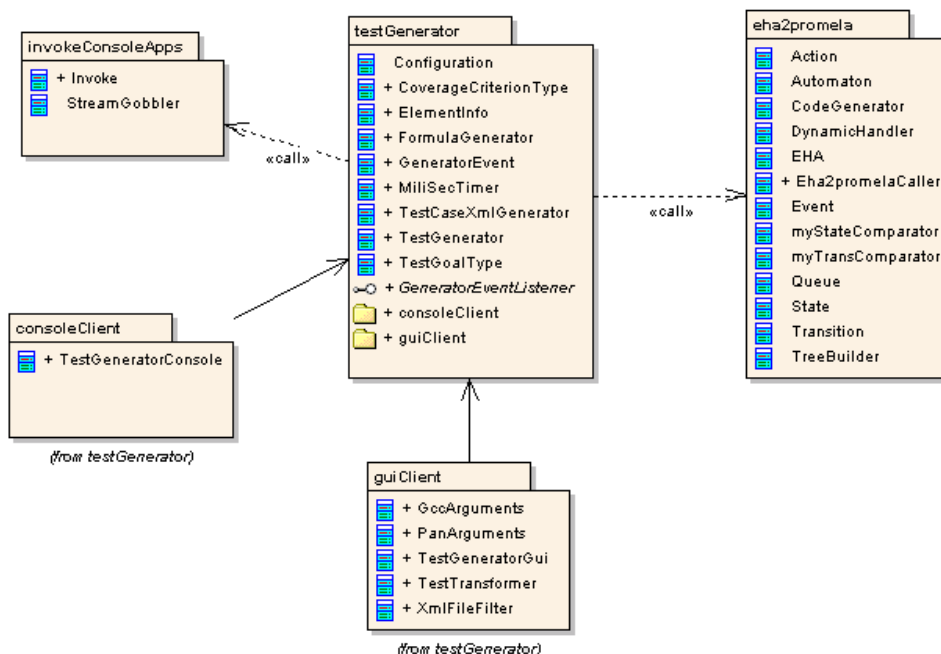 invokeConsoleApps
+ Invoke
StreamGobbler
«call»
testGenerator
Configuration
+ CoverageCriterionType
+ ElementInfo
+ FormulaGenerator
+ GeneratorEvent
+ MiliSecTimer
+ TestCaseXmlGenerator
+ TestGenerator
+ TestGoalType
+ GeneratorEventListener
+ consoleClient
+ guiClient
«call»
eha2promela
Action
Automaton
CodeGenerator
DynamicHandler
EHA
+ Eha2promelaCaller
Event
myStateComparator
myTransComparator
Queue
State
Transition
TreeBuilder
consoleClient
+ TestGeneratorConsole
(from testGenerator)
guiClient
+ GccArguments
+ PanArguments
+ TestGeneratorGui
+ TestTransformer
+ XmlFileFilter
(from testGenerator)